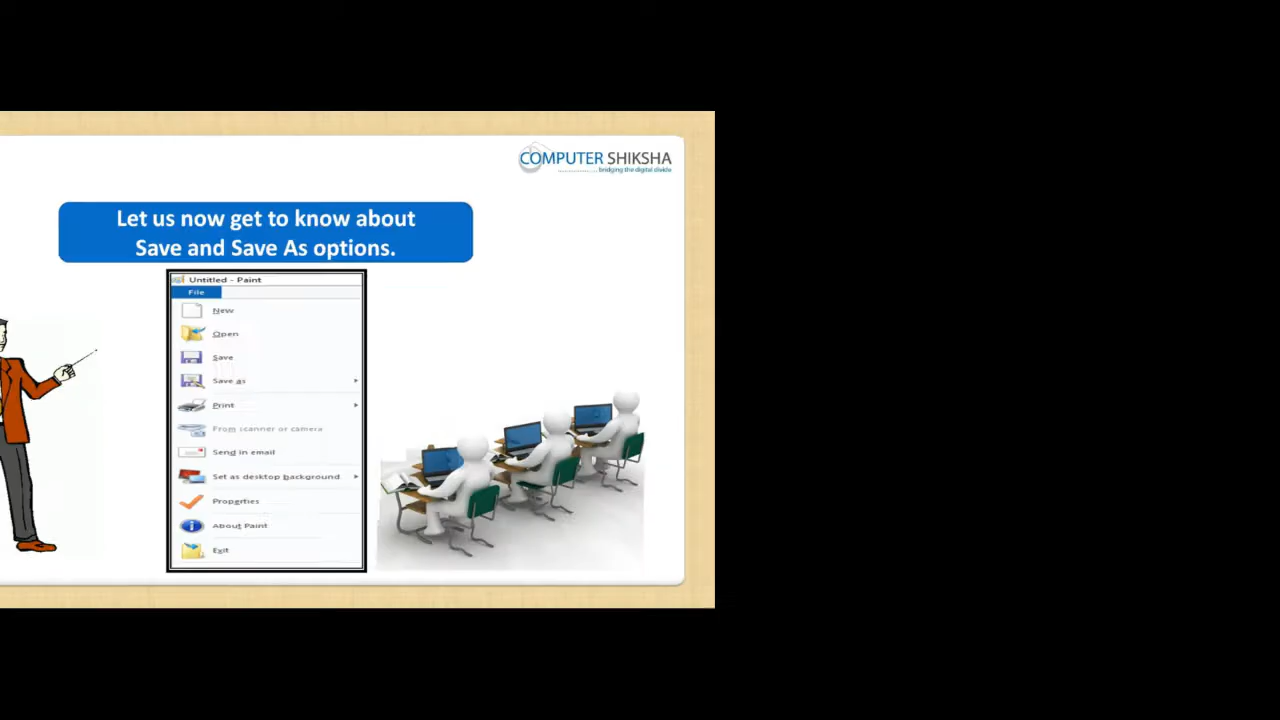 COMPUTER SHIKSHA
... bridging the digital divide
Let us now get to know about
Save and Save As options.
Untitled - Paint
File
New
Open
Save
Save as
Print
From scanner or camera
Send in email
Set as desktop background
Properties
About Paint
Exit